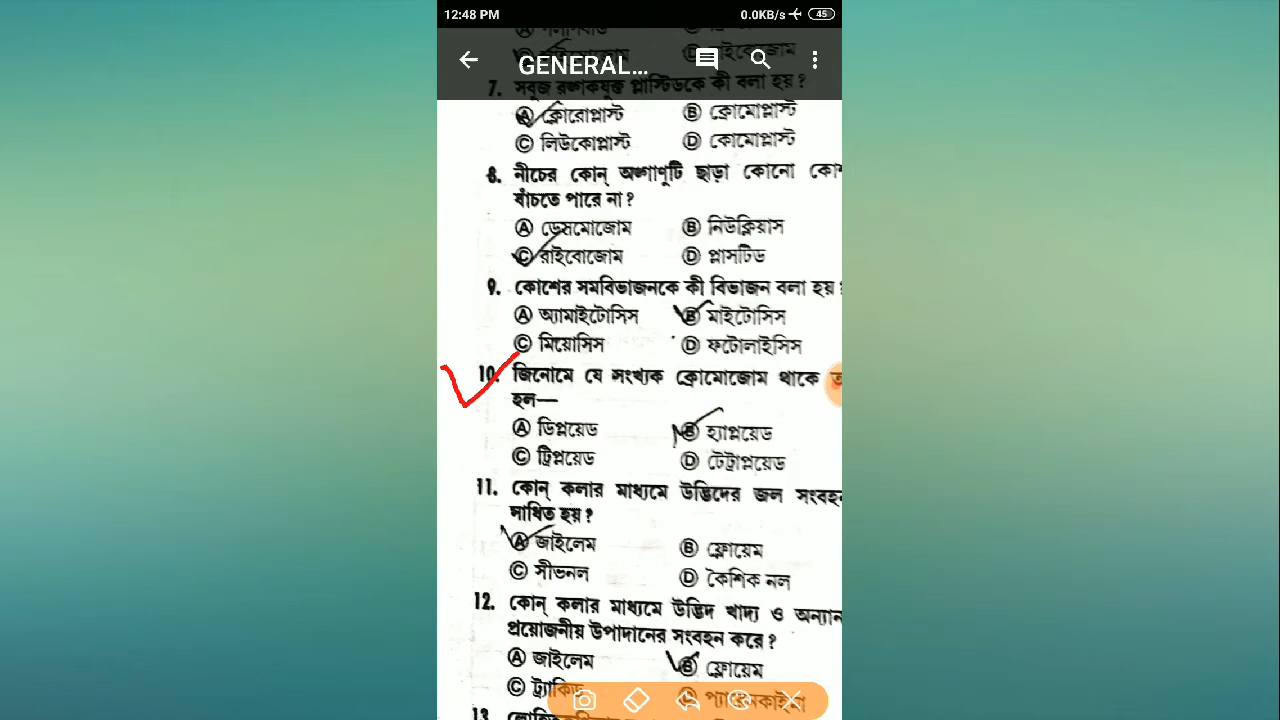 12:48 PM 0.0KB/s 45
GENERAL...
7. সবুজ রঞ্জকযুক্ত প্লাস্টিডকে কী বলা হয় ?
Ⓐ ক্লোরোপ্লাস্ট Ⓑ ক্রোমোপ্লাস্ট
Ⓒ লিউকোপ্লাস্ট Ⓓ কোমোপ্লাস্ট
8. নীচের কোন্ অঙ্গাণুটি ছাড়া কোনো
বাঁচতে পারে না ?
Ⓐ ডেসমোজোম Ⓑ নিউক্লিয়াস
Ⓒ রাইবোজোম Ⓓ প্লাসটিড
9. কোশের সমবিভাজনকে কী বিভাজন বলা হয় ?
Ⓐ অ্যামাইটোসিস Ⓑ মাইটোসিস
Ⓒ মিয়োসিস Ⓓ ফটোলাইসিস
10. জিনোমে যে সংখ্যক ক্রোমোজোম থাকে
হল—
Ⓐ ডিপ্লয়েড Ⓑ হ্যাপ্লয়েড
Ⓒ ট্রিপ্লয়েড Ⓓ টেট্রাপ্লয়েড
11. কোন্ কলার মাধ্যমে উদ্ভিদের জল সংবহন
সাধিত হয় ?
Ⓐ জাইলেম Ⓑ ফ্লোয়েম
Ⓒ সীভনল Ⓓ কৈশিক নল
12. কোন্ কলার মাধ্যমে উদ্ভিদ খাদ্য ও অন্যান
প্রয়োজনীয় উপাদানের সংবহন করে ?
Ⓐ জাইলেম Ⓑ ফ্লোয়েম
Ⓒ ট্র্যাকিড Ⓓ প্যারেনকাইমা
13.